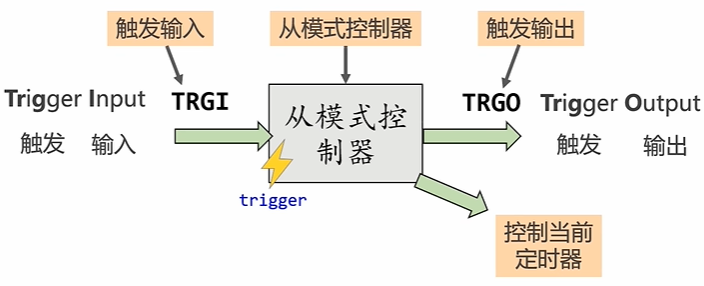 触发输入
从模式控制器
触发输出
Trigger Input
TRGI
从模式控
制器
TRGO
Trigger Output
触发 输入
触发 输出
trigger
控制当前
定时器